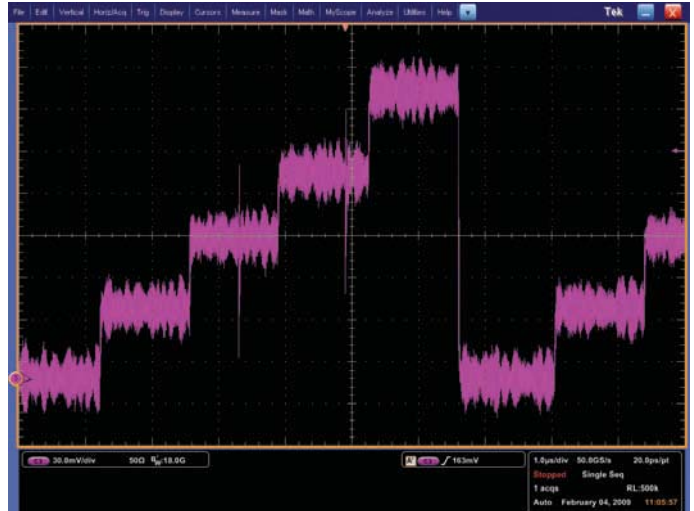 File Edit Vertical Horiz/Acq Trig Display Cursors Measure Mask Math MyScope Analyze Utilities Help Tek
30.0mV/div 50Ω :18.0G
A' 163mV
1.0µs/div 50.0GS/s 20.0ps/pt
Stopped Single Seq
1 acqs RL:500k
Auto February 04, 2009 11:05:57